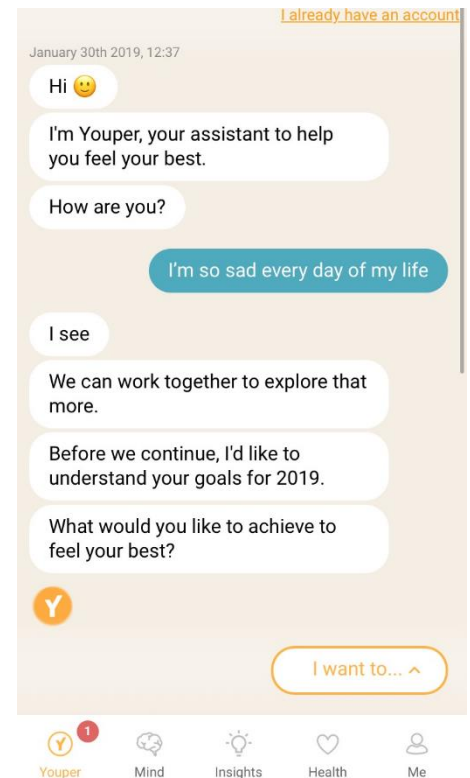 I already have an account
January 30th 2019, 12:37
Hi 🙂
I'm Youper, your assistant to help
you feel your best.
How are you?
I'm so sad every day of my life
I see
We can work together to explore that
more.
Before we continue, I'd like to
understand your goals for 2019.
What would you like to achieve to
feel your best?
Y
I want to...
1
Youper Mind Insights Health Me